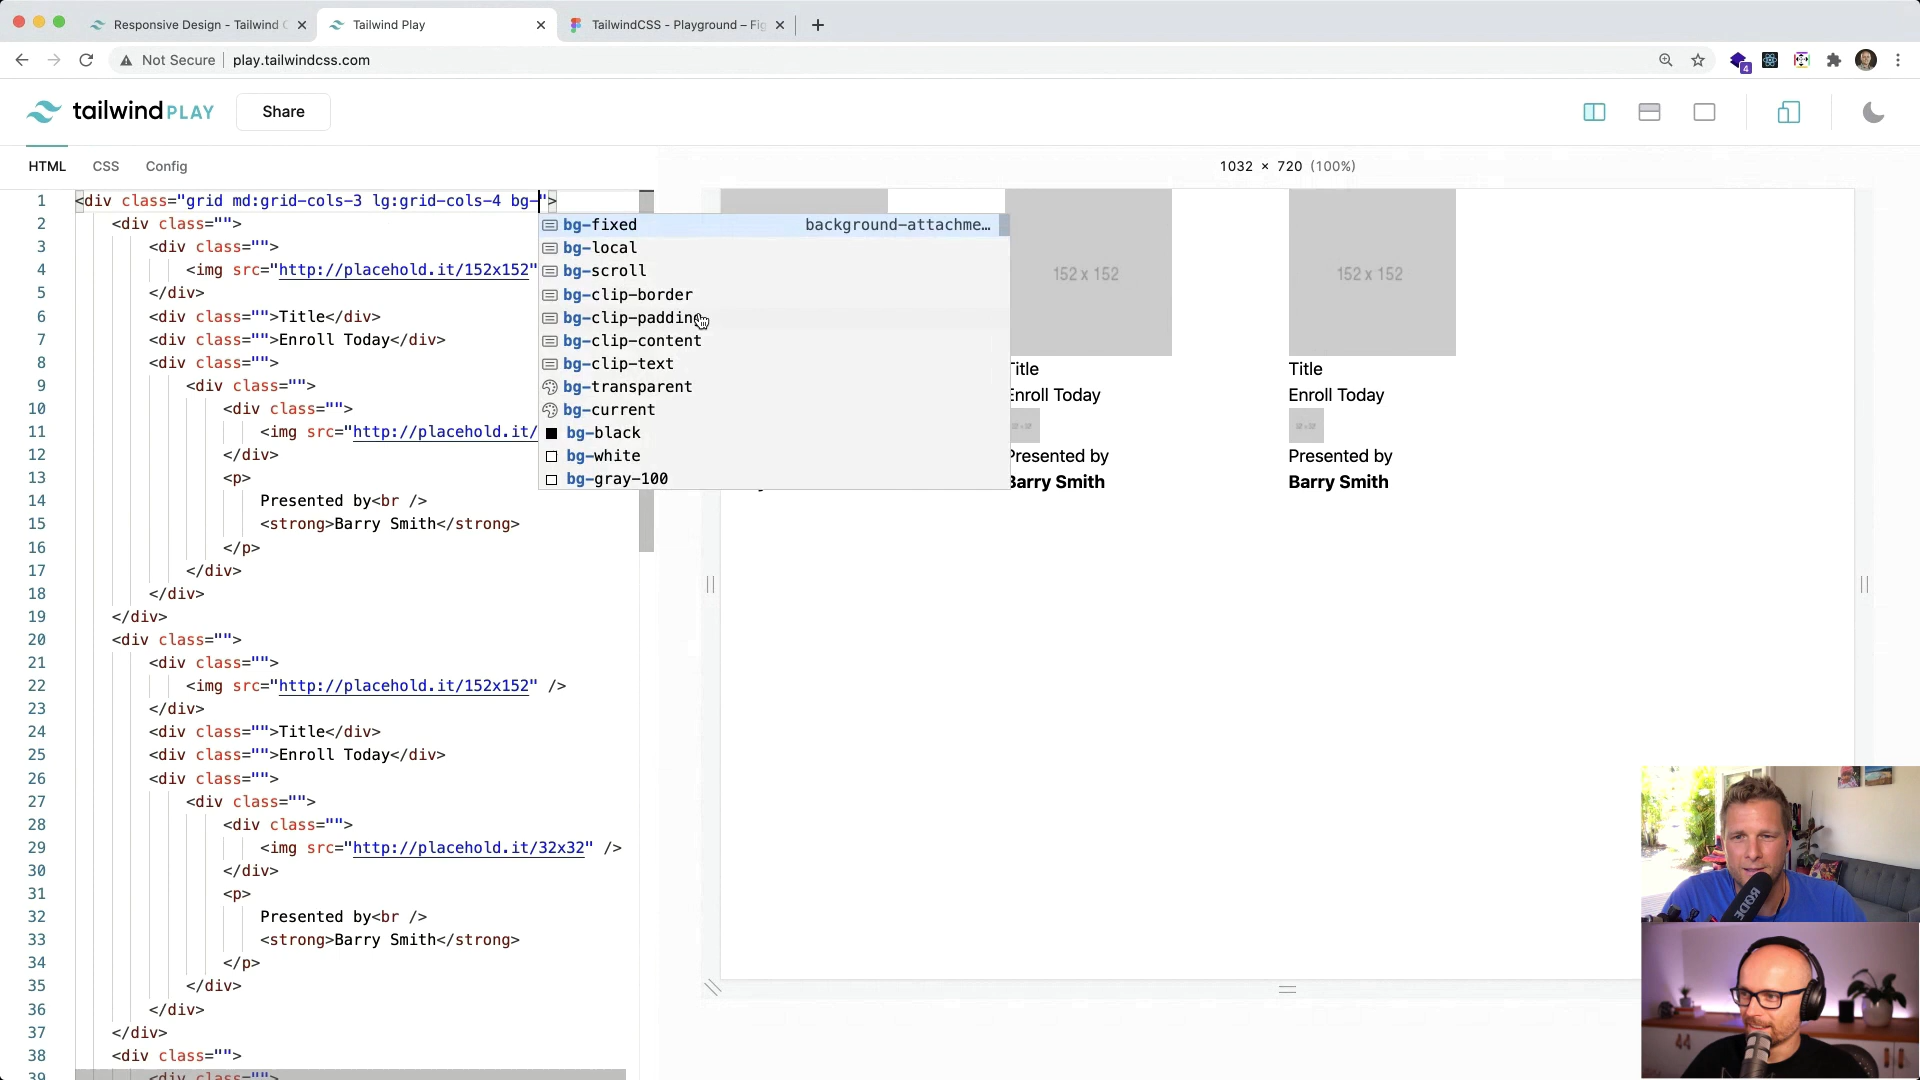 Responsive Design - Tailwind C
Tailwind Play
TailwindCSS - Playground – Fig
Not Secure
play.tailwindcss.com
4
tailwind PLAY
Share
HTML
CSS
Config
1032 × 720 (100%)
1 <div class="grid md:grid-cols-3 lg:grid-cols-4 bg-">
2 <div class="">
3 <div class="">
4 <img src="http://placehold.it/152x152"
5 </div>
6 <div class="">Title</div>
7 <div class="">Enroll Today</div>
8 <div class="">
9 <div class="">
10 <div class="">
11 <img src="http://placehold.it/
12 </div>
13 <p>
14 Presented by<br />
15 <strong>Barry Smith</strong>
16 </p>
17 </div>
18 </div>
19 </div>
20 <div class="">
21 <div class="">
22 <img src="http://placehold.it/152x152" />
23 </div>
24 <div class="">Title</div>
25 <div class="">Enroll Today</div>
26 <div class="">
27 <div class="">
28 <div class="">
29 <img src="http://placehold.it/32x32" />
30 </div>
31 <p>
32 Presented by<br />
33 <strong>Barry Smith</strong>
34 </p>
35 </div>
36 </div>
37 </div>
38 <div class="">
39 <div class="">
bg-fixed background-attachme…
bg-local
bg-scroll
bg-clip-border
bg-clip-padding
bg-clip-content
bg-clip-text
bg-transparent
bg-current
bg-black
bg-white
bg-gray-100
152 x 152
Title
Enroll Today
Presented by
Barry Smith
152 x 152
Title
Enroll Today
Presented by
Barry Smith
RØDE